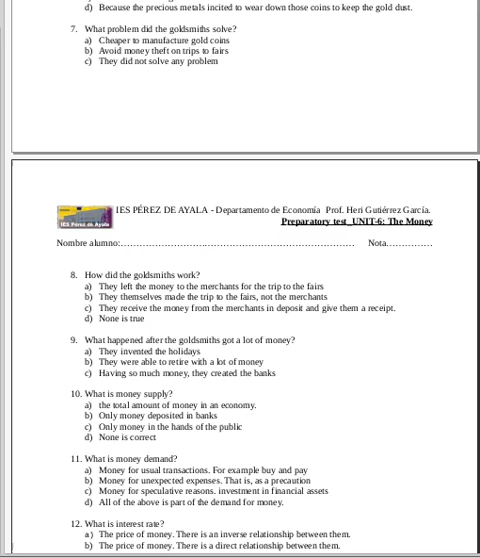 d) Because the precious metals incited to wear down those coins to keep the gold dust.
7. What problem did the goldsmiths solve?
a) Cheaper to manufacture gold coins
b) Avoid money theft on trips to fairs
c) They did not solve any problem
IES PÉREZ DE AYALA - Departamento de Economía Prof. Heri Gutiérrez García.
IES Pérez de Ayala
Preparatory test_UNIT-6: The Money
Nombre alumno:........................................................................... Nota...............
8. How did the goldsmiths work?
a) They left the money to the merchants for the trip to the fairs
b) They themselves made the trip to the fairs, not the merchants
c) They receive the money from the merchants in deposit and give them a receipt.
d) None is true
9. What happened after the goldsmiths got a lot of money?
a) They invented the holidays
b) They were able to retire with a lot of money
c) Having so much money, they created the banks
10. What is money supply?
a) the total amount of money in an economy.
b) Only money deposited in banks
c) Only money in the hands of the public
d) None is correct
11. What is money demand?
a) Money for usual transactions. For example buy and pay
b) Money for unexpected expenses. That is, as a precaution
c) Money for speculative reasons. investment in financial assets
d) All of the above is part of the demand for money.
12. What is interest rate?
a) The price of money. There is an inverse relationship between them.
b) The price of money. There is a direct relationship between them.